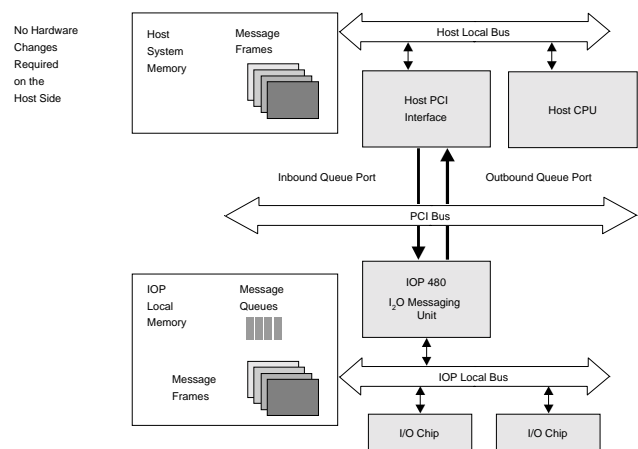 No Hardware
Changes
Required
on the
Host Side
Host
System
Memory
Message
Frames
Host Local Bus
Host PCI
Interface
Host CPU
Inbound Queue Port
Outbound Queue Port
PCI Bus
IOP
Local
Memory
Message
Queues
Message
Frames
IOP 480
I2O Messaging
Unit
IOP Local Bus
I/O Chip
I/O Chip